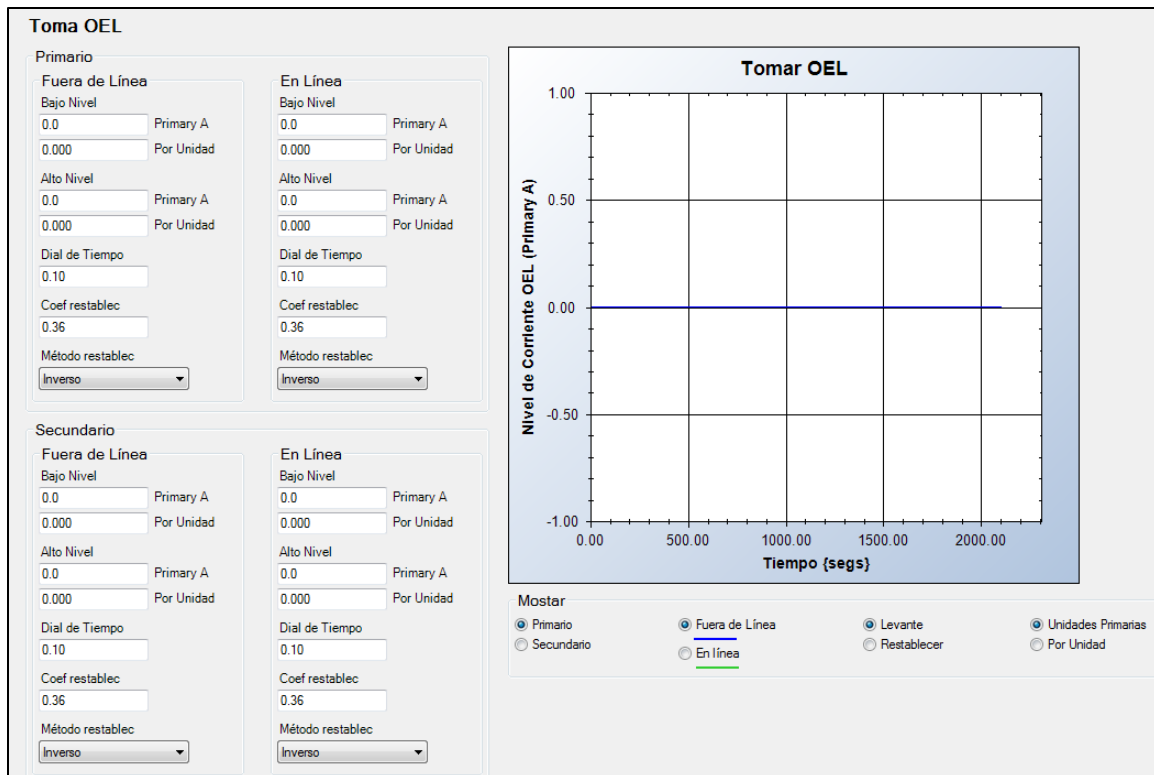 Toma OEL
Primario
Fuera de Línea
Bajo Nivel
0.0 Primary A
0.000 Por Unidad
Alto Nivel
0.0 Primary A
0.000 Por Unidad
Dial de Tiempo
0.10
Coef restablec
0.36
Método restablec
Inverso
En Línea
Bajo Nivel
0.0 Primary A
0.000 Por Unidad
Alto Nivel
0.0 Primary A
0.000 Por Unidad
Dial de Tiempo
0.10
Coef restablec
0.36
Método restablec
Inverso
Secundario
Fuera de Línea
Bajo Nivel
0.0 Primary A
0.000 Por Unidad
Alto Nivel
0.0 Primary A
0.000 Por Unidad
Dial de Tiempo
0.10
Coef restablec
0.36
Método restablec
Inverso
En Línea
Bajo Nivel
0.0 Primary A
0.000 Por Unidad
Alto Nivel
0.0 Primary A
0.000 Por Unidad
Dial de Tiempo
0.10
Coef restablec
0.36
Método restablec
Inverso
Tomar OEL
Nivel de Corriente OEL (Primary A)
1.00
0.50
0.00
-0.50
-1.00
0.00 500.00 1000.00 1500.00 2000.00
Tiempo {segs}
Mostar
Primario Fuera de Línea Levante Unidades Primarias
Secundario En línea Restablecer Por Unidad